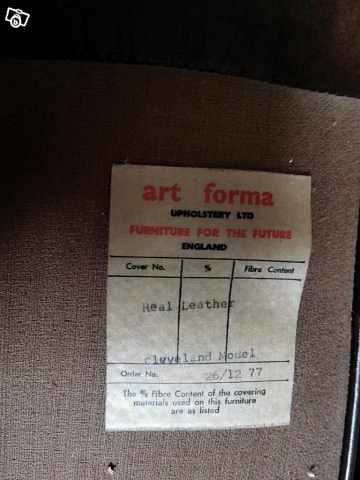 art forma
UPHOLSTERY LTD
FURNITURE FOR THE FUTURE
ENGLAND
Cover No. % Fibre Content
Real Leather
Cleveland Model
Order No. 26/12 77
The % Fibre Content of the covering
materials used on this furniture
are as listed